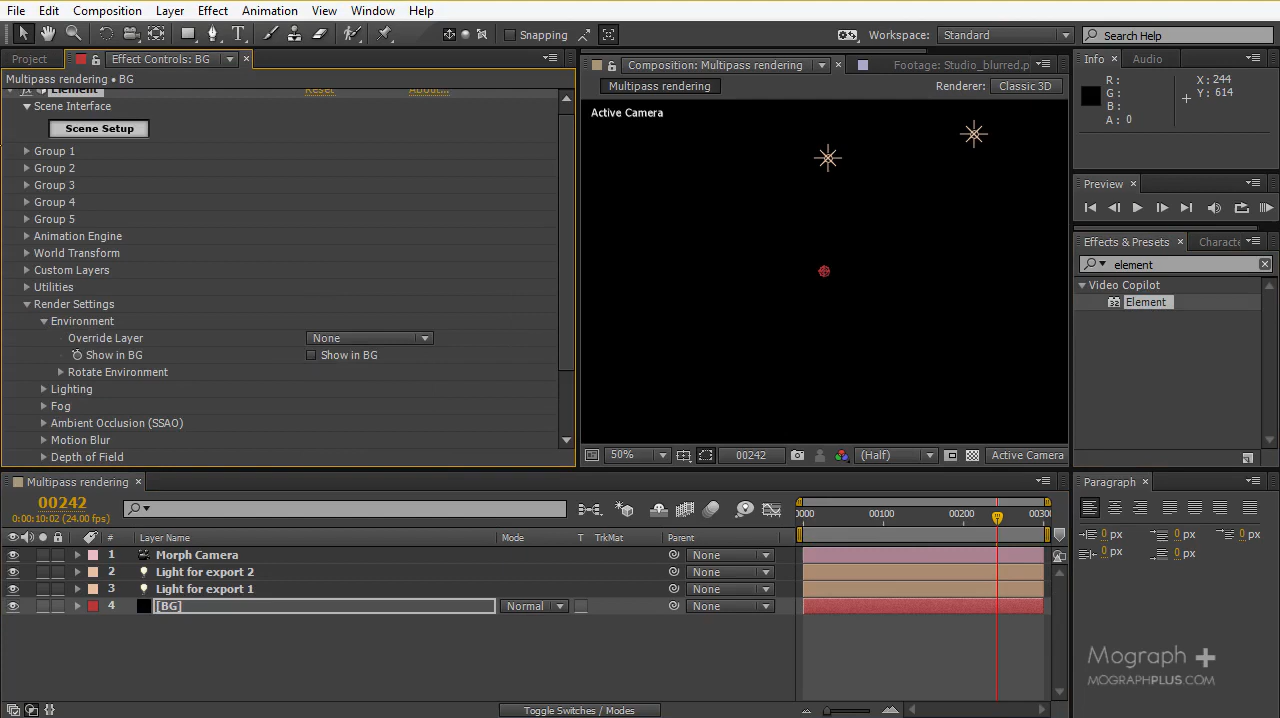 File Edit Composition Layer Effect Animation View Window Help
Snapping Workspace: Standard Search Help
Project Effect Controls: BG
Multipass rendering • BG
Element Reset About...
Scene Interface
Scene Setup
Group 1
Group 2
Group 3
Group 4
Group 5
Animation Engine
World Transform
Custom Layers
Utilities
Render Settings
Environment
Override Layer None
Show in BG Show in BG
Rotate Environment
Lighting
Fog
Ambient Occlusion (SSAO)
Motion Blur
Depth of Field
Composition: Multipass rendering Footage: Studio_blurred.p
Multipass rendering Renderer: Classic 3D
Active Camera
50% 00242 (Half) Active Camera
Info Audio
R: X: 244
G: Y: 614
B:
A: 0
Preview
Effects & Presets Characte
element
Video Copilot
32 Element
Multipass rendering
00242
0:00:10:02 (24.00 fps)
0000 00100 00200 00300
# Layer Name Mode T TrkMat Parent
1 Morph Camera None
2 Light for export 2 None
3 Light for export 1 None
4 [BG] Normal None
Toggle Switches / Modes
Paragraph
0 px 0 px 0 px
0 px 0 px
Mograph +
MOGRAPHPLUS.COM